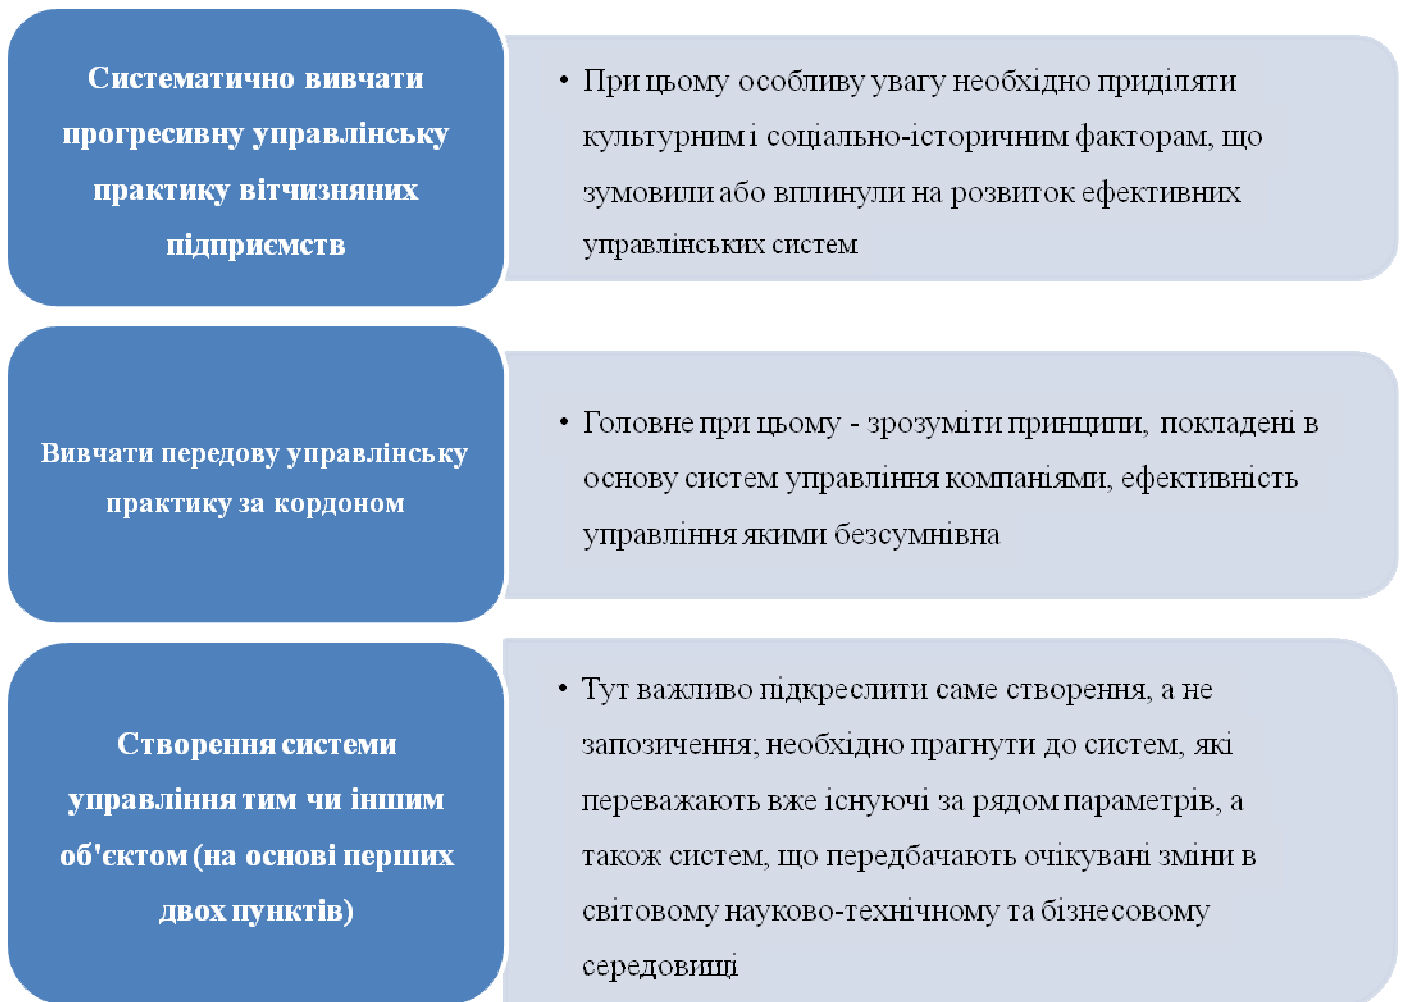 Систематично вивчати
прогресивну управлінську
практику вітчизняних
підприємств
• При цьому особливу увагу необхідно приділяти
культурним і соціально-історичним факторам, що
зумовили або вплинули на розвиток ефективних
управлінських систем
Вивчати передову управлінську
практику за кордоном
• Головне при цьому - зрозуміти принципи, покладені в
основу систем управління компаніями, ефективність
управління якими безсумнівна
Створення системи
управління тим чи іншим
об'єктом (на основі перших
двох пунктів)
• Тут важливо підкреслити саме створення, а не
запозичення; необхідно прагнути до систем, які
переважають вже існуючі за рядом параметрів, а
також систем, що передбачають очікувані зміни в
світовому науково-технічному та бізнесовому
середовищі